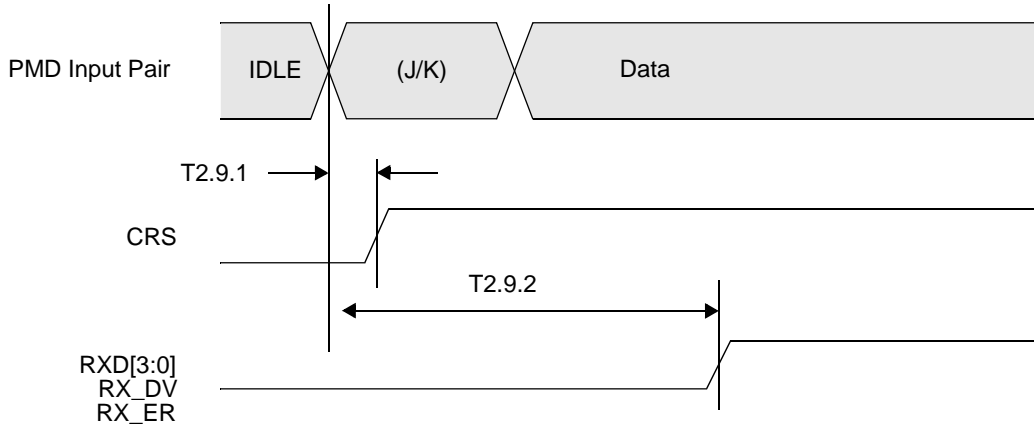 PMD Input Pair
IDLE
(J/K)
Data
T2.9.1
CRS
T2.9.2
RXD[3:0]
RX_DV
RX_ER